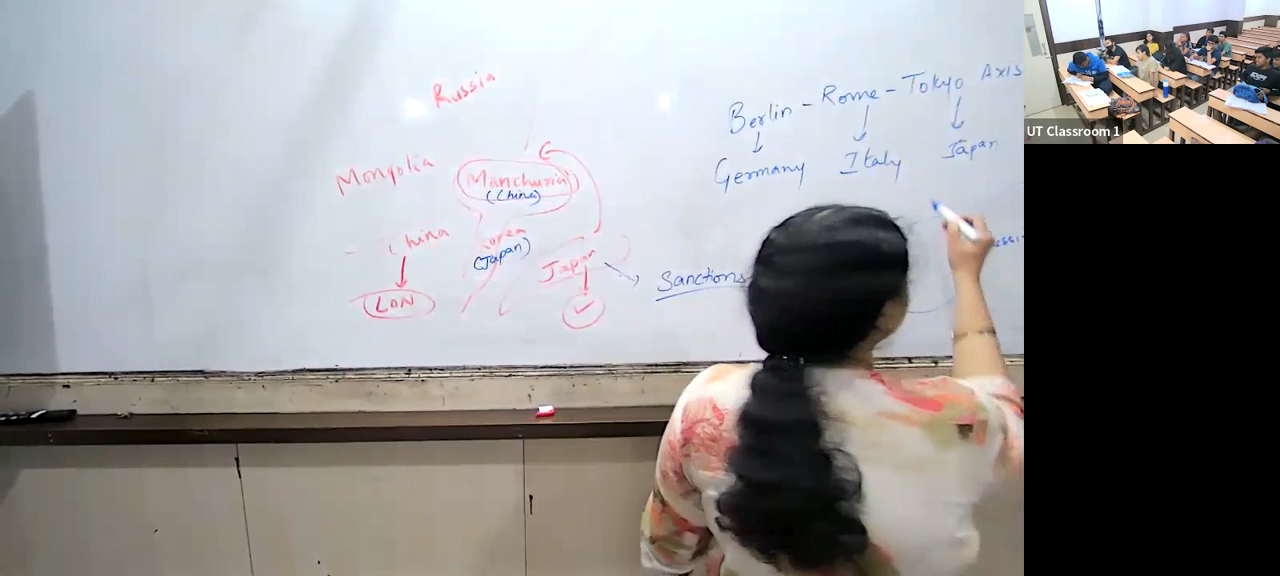 Russia
Berlin - Rome - Tokyo Axis
Germany Italy Japan
Mongolia Manchuria
(China)
China Korea
(Japan)
Japan
LON
Sanctions
UT Classroom 1